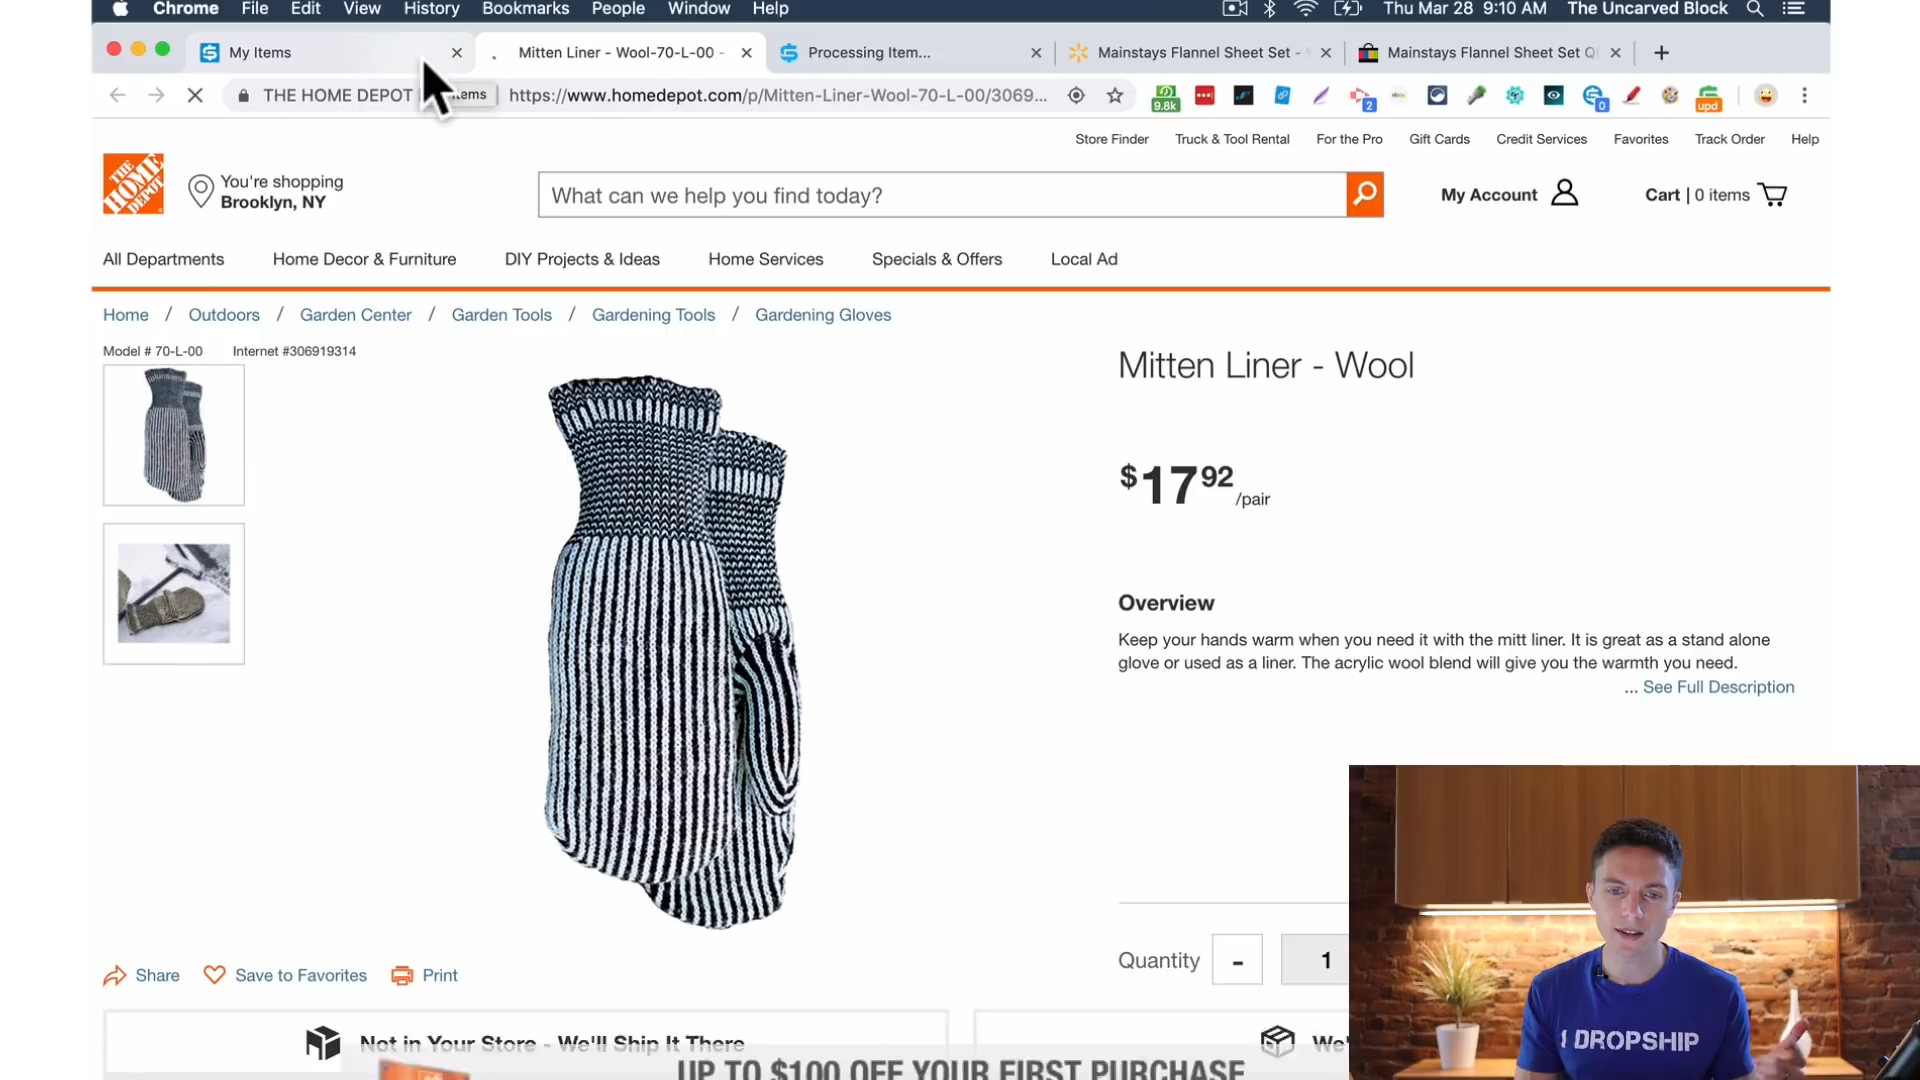 Chrome File Edit View History Bookmarks People Window Help Thu Mar 28 9:10 AM The Uncarved Block
My Items Mitten Liner - Wool-70-L-00 - Processing Item... Mainstays Flannel Sheet Set - Mainstays Flannel Sheet Set
THE HOME DEPOT https://www.homedepot.com/p/Mitten-Liner-Wool-70-L-00/3069... 9.8k 2 0 upd
Store Finder Truck & Tool Rental For the Pro Gift Cards Credit Services Favorites Track Order Help
THE HOME DEPOT
You're shopping
Brooklyn, NY
What can we help you find today?
My Account Cart | 0 items
All Departments Home Decor & Furniture DIY Projects & Ideas Home Services Specials & Offers Local Ad
Home / Outdoors / Garden Center / Garden Tools / Gardening Tools / Gardening Gloves
Model # 70-L-00 Internet #306919314
Mitten Liner - Wool
$17 92 /pair
Overview
Keep your hands warm when you need it with the mitt liner. It is great as a stand alone
glove or used as a liner. The acrylic wool blend will give you the warmth you need.
... See Full Description
Quantity - 1
Share Save to Favorites Print
Not in Your Store - We'll Ship It There
UP TO $100 OFF YOUR FIRST PURCHASE
I DROPSHIP